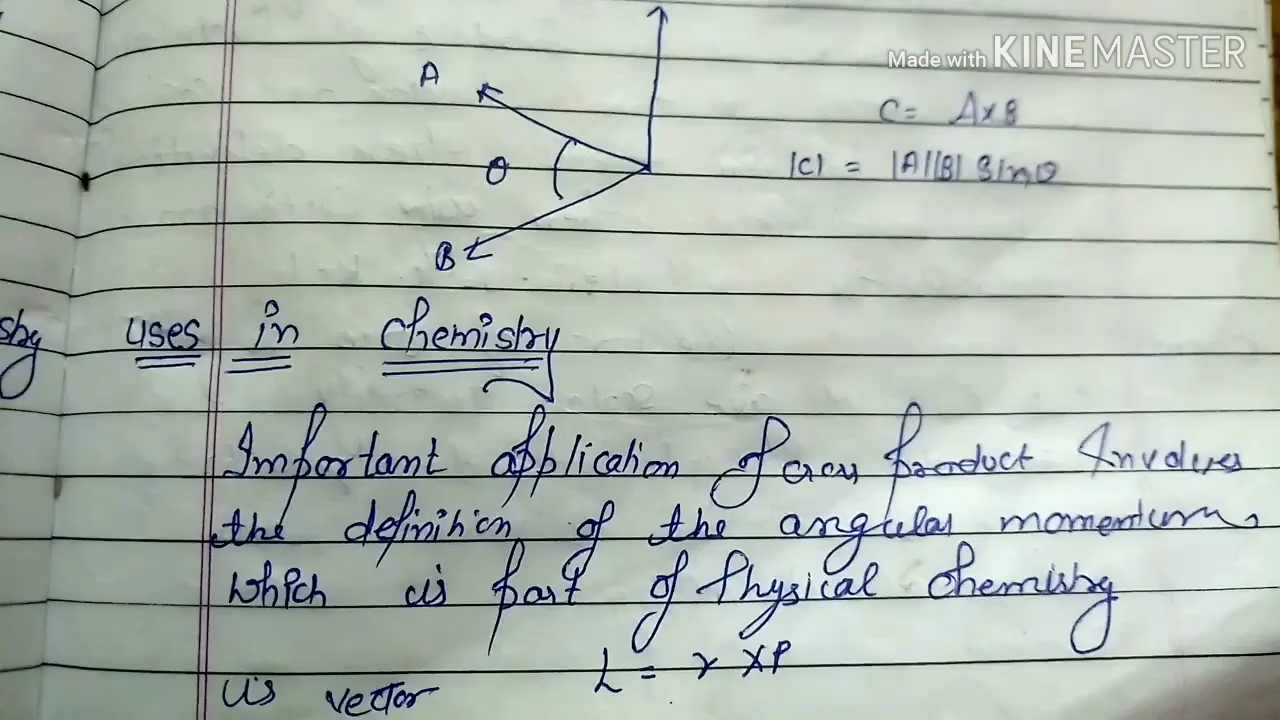 Made with KINEMASTER
A
C = A×B
θ
|C| = |A||B| Sinθ
B
uses in Chemistry
Important application of cross product Involves
the definition of the angular momentum,
which is part of Physical chemistry
L = r × P
is vector